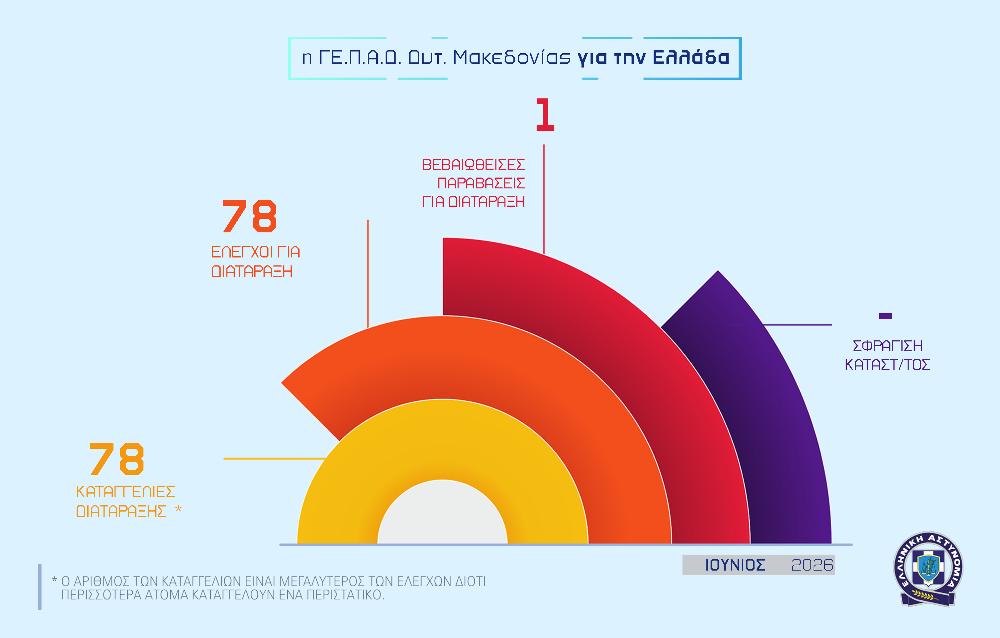 η ΓΕ.Π.Α.Δ. Δυτ. Μακεδονίας για την Ελλάδα
1
ΒΕΒΑΙΩΘΕΙΣΕΣ
ΠΑΡΑΒΑΣΕΙΣ
ΓΙΑ ΔΙΑΤΑΡΑΞΗ
78
ΕΛΕΓΧΟΙ ΓΙΑ
ΔΙΑΤΑΡΑΞΗ
-
ΣΦΡΑΓΙΣΗ
ΚΑΤΑΣΤ/ΤΟΣ
78
ΚΑΤΑΓΓΕΛΙΕΣ
ΔΙΑΤΑΡΑΞΗΣ *
ΙΟΥΝΙΟΣ 2026
* Ο ΑΡΙΘΜΟΣ ΤΩΝ ΚΑΤΑΓΓΕΛΙΩΝ ΕΙΝΑΙ ΜΕΓΑΛΥΤΕΡΟΣ ΤΩΝ ΕΛΕΓΧΩΝ ΔΙΟΤΙ
ΠΕΡΙΣΣΟΤΕΡΑ ΑΤΟΜΑ ΚΑΤΑΓΓΕΛΟΥΝ ΕΝΑ ΠΕΡΙΣΤΑΤΙΚΟ.
ΕΛΛΗΝΙΚΗ ΑΣΤΥΝΟΜΙΑ